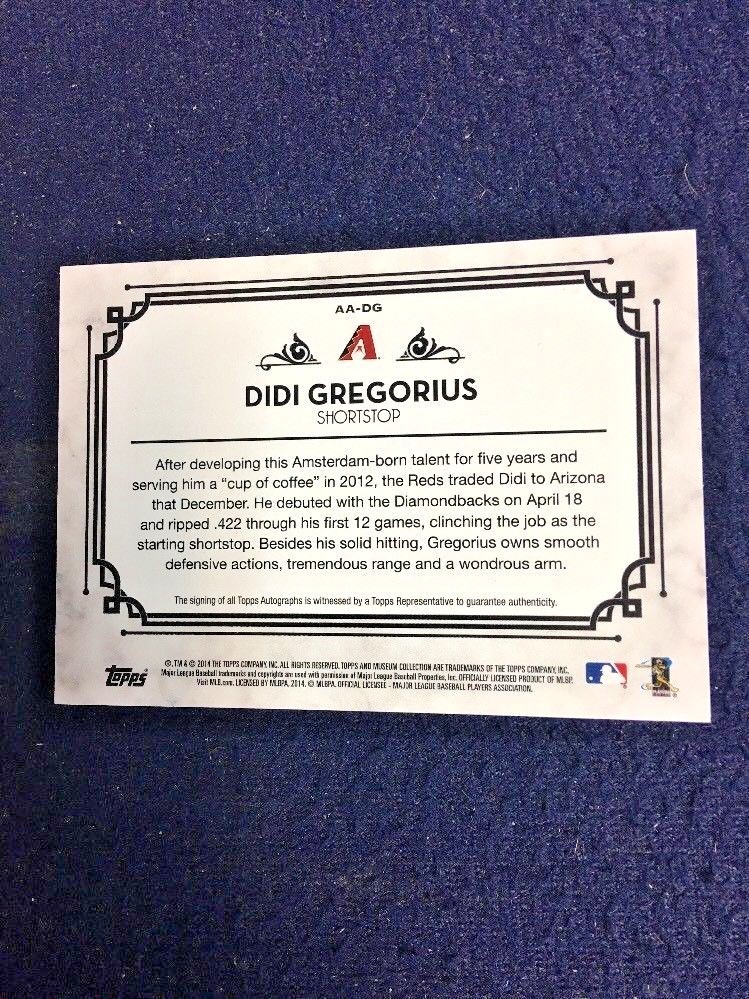 AA-DG
DIDI GREGORIUS
SHORTSTOP
After developing this Amsterdam-born talent for five years and
serving him a "cup of coffee" in 2012, the Reds traded Didi to Arizona
that December. He debuted with the Diamondbacks on April 18
and ripped .422 through his first 12 games, clinching the job as the
starting shortstop. Besides his solid hitting, Gregorius owns smooth
defensive actions, tremendous range and a wondrous arm.
The signing of all Topps Autographs is witnessed by a Topps Representative to guarantee authenticity.
Topps
®, TM & © 2014 THE TOPPS COMPANY, INC. ALL RIGHTS RESERVED. TOPPS AND MUSEUM COLLECTION ARE TRADEMARKS OF THE TOPPS COMPANY, INC.
Major League Baseball trademarks and copyrights are used with permission of Major League Baseball Properties, Inc. OFFICIALLY LICENSED PRODUCT OF MLBP.
Visit MLB.com. LICENSED BY MLBPA, 2014. © MLBPA. OFFICIAL LICENSEE - MAJOR LEAGUE BASEBALL PLAYERS ASSOCIATION.